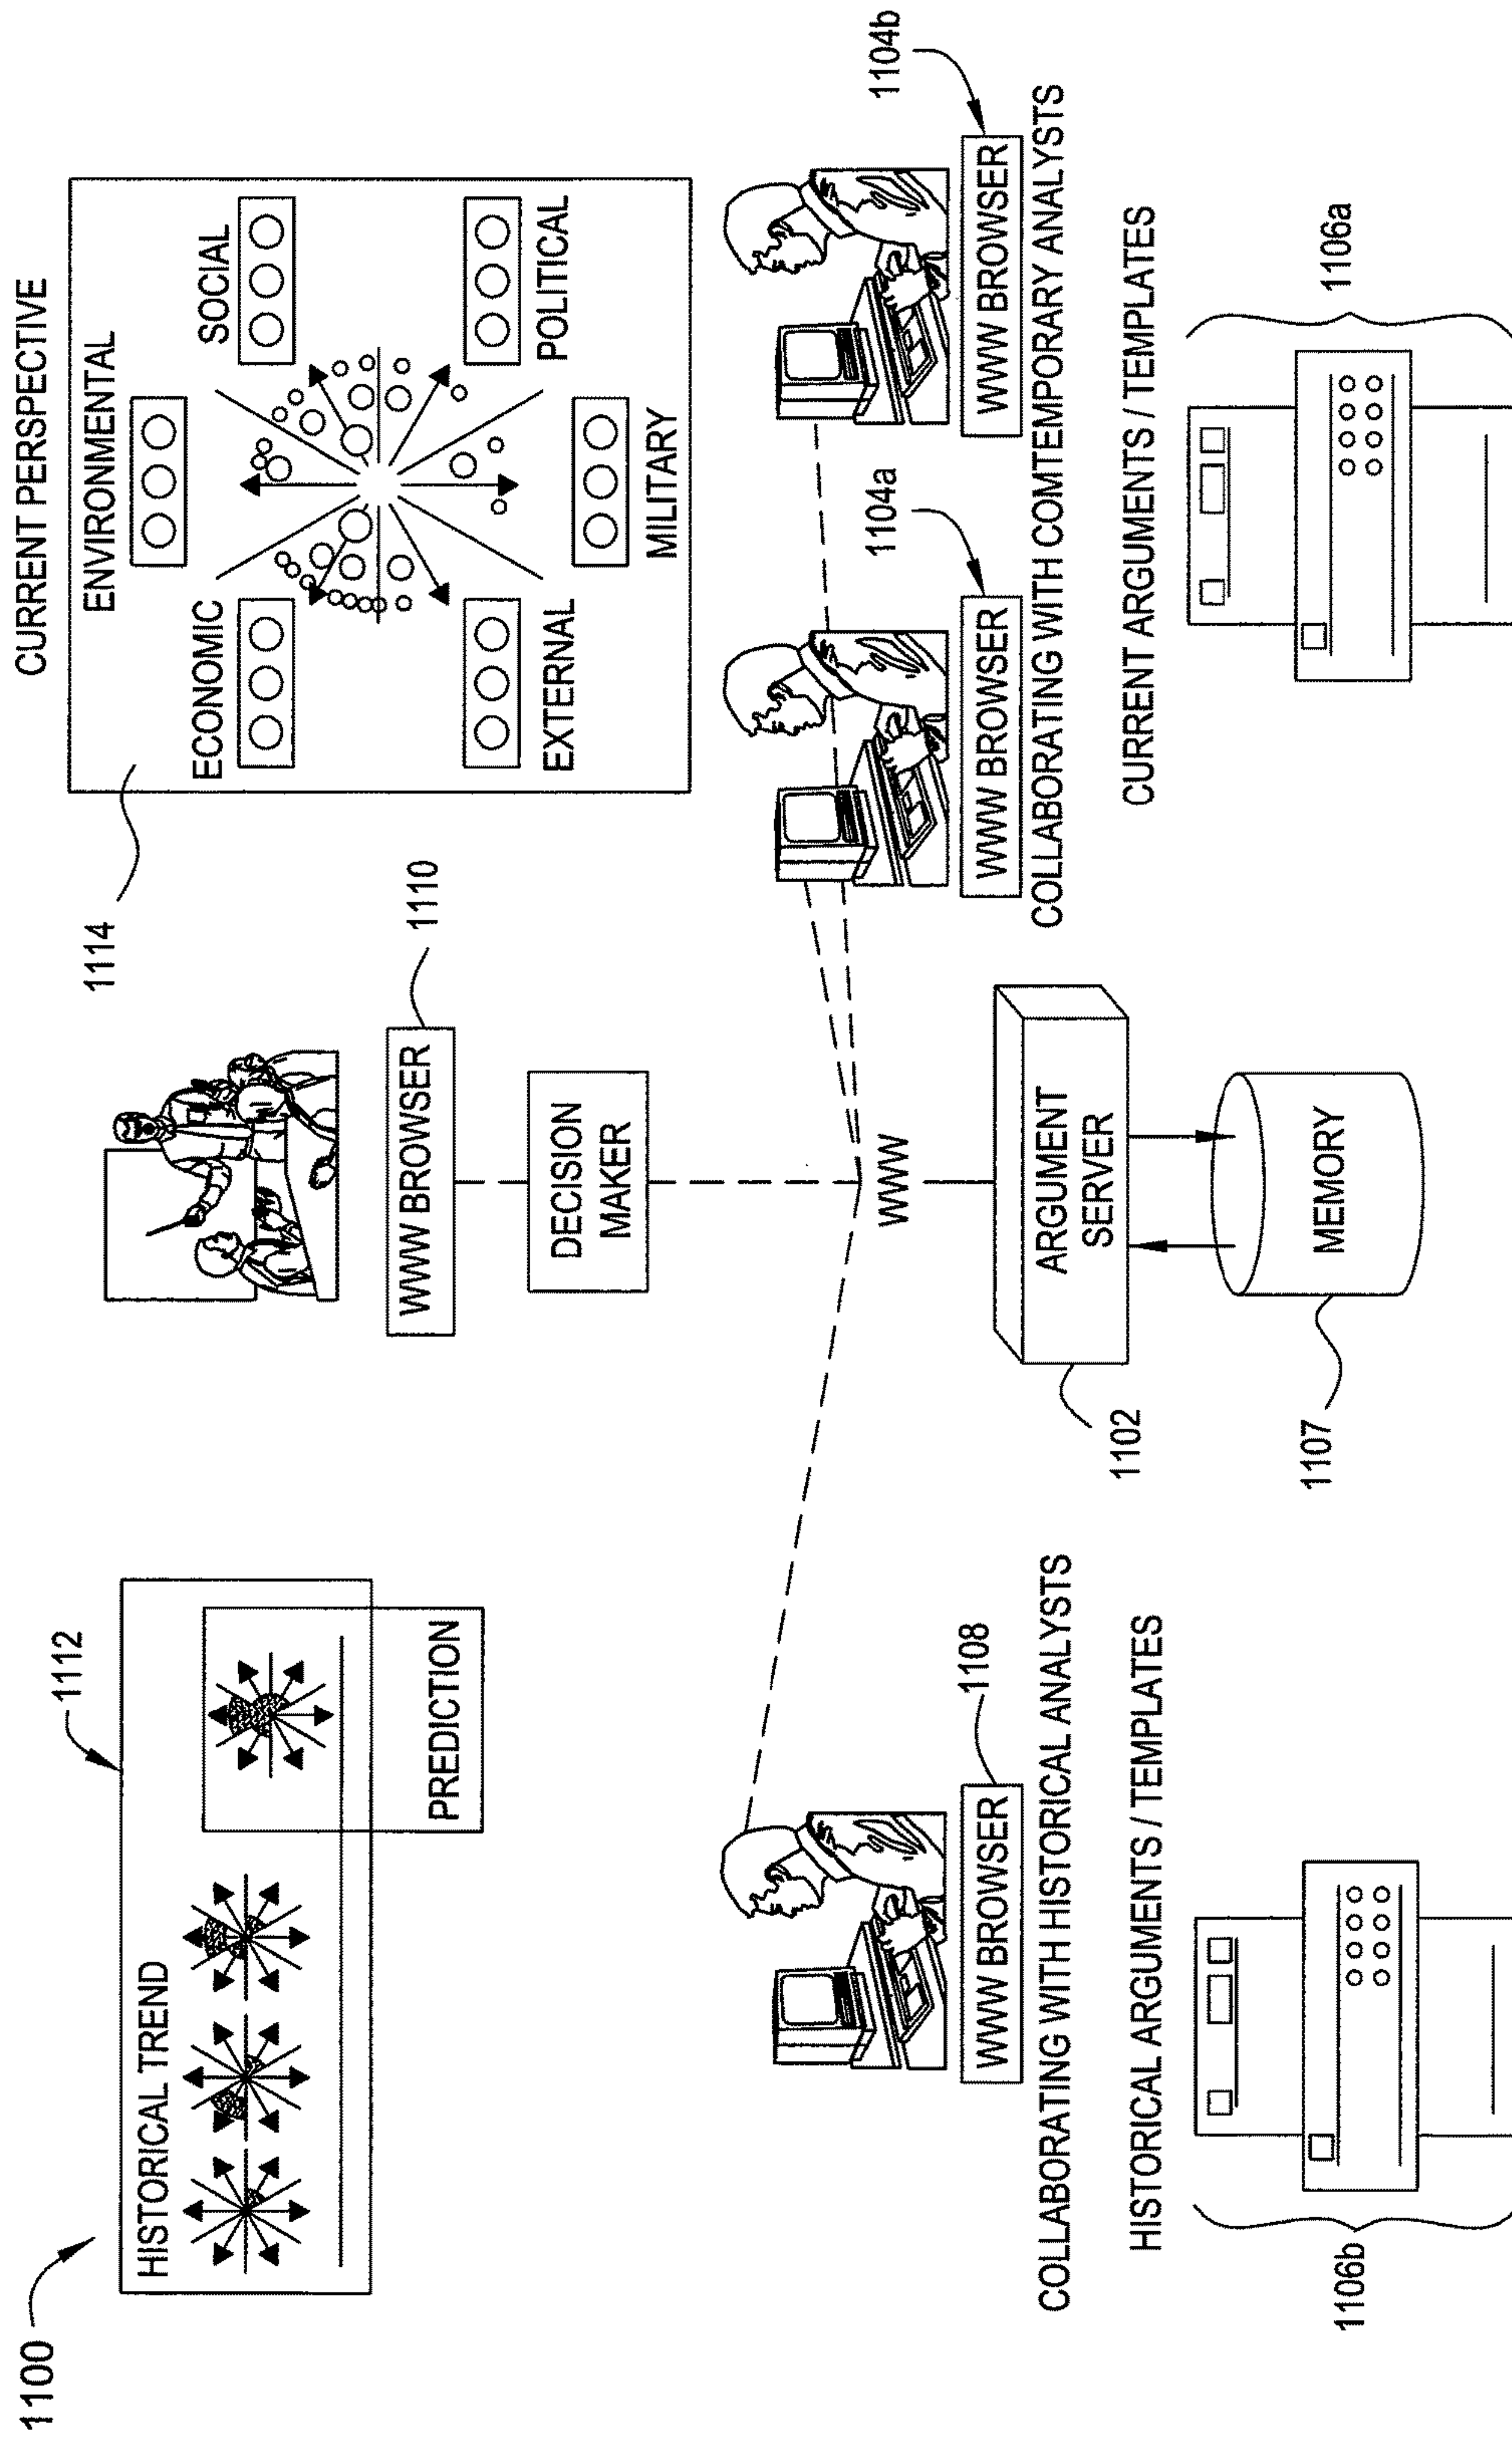 1100
1112
HISTORICAL TREND
PREDICTION
WWW BROWSER
1110
DECISION
MAKER
CURRENT PERSPECTIVE
1114
ENVIRONMENTAL
ECONOMIC
SOCIAL
EXTERNAL
POLITICAL
MILITARY
WWW BROWSER
1108
COLLABORATING WITH HISTORICAL ANALYSTS
HISTORICAL ARGUMENTS / TEMPLATES
1106b
WWW
ARGUMENT
SERVER
1102
MEMORY
1107
1104a
WWW BROWSER
1104b
WWW BROWSER
COLLABORATING WITH COMTEMPORARY ANALYSTS
CURRENT ARGUMENTS / TEMPLATES
1106a